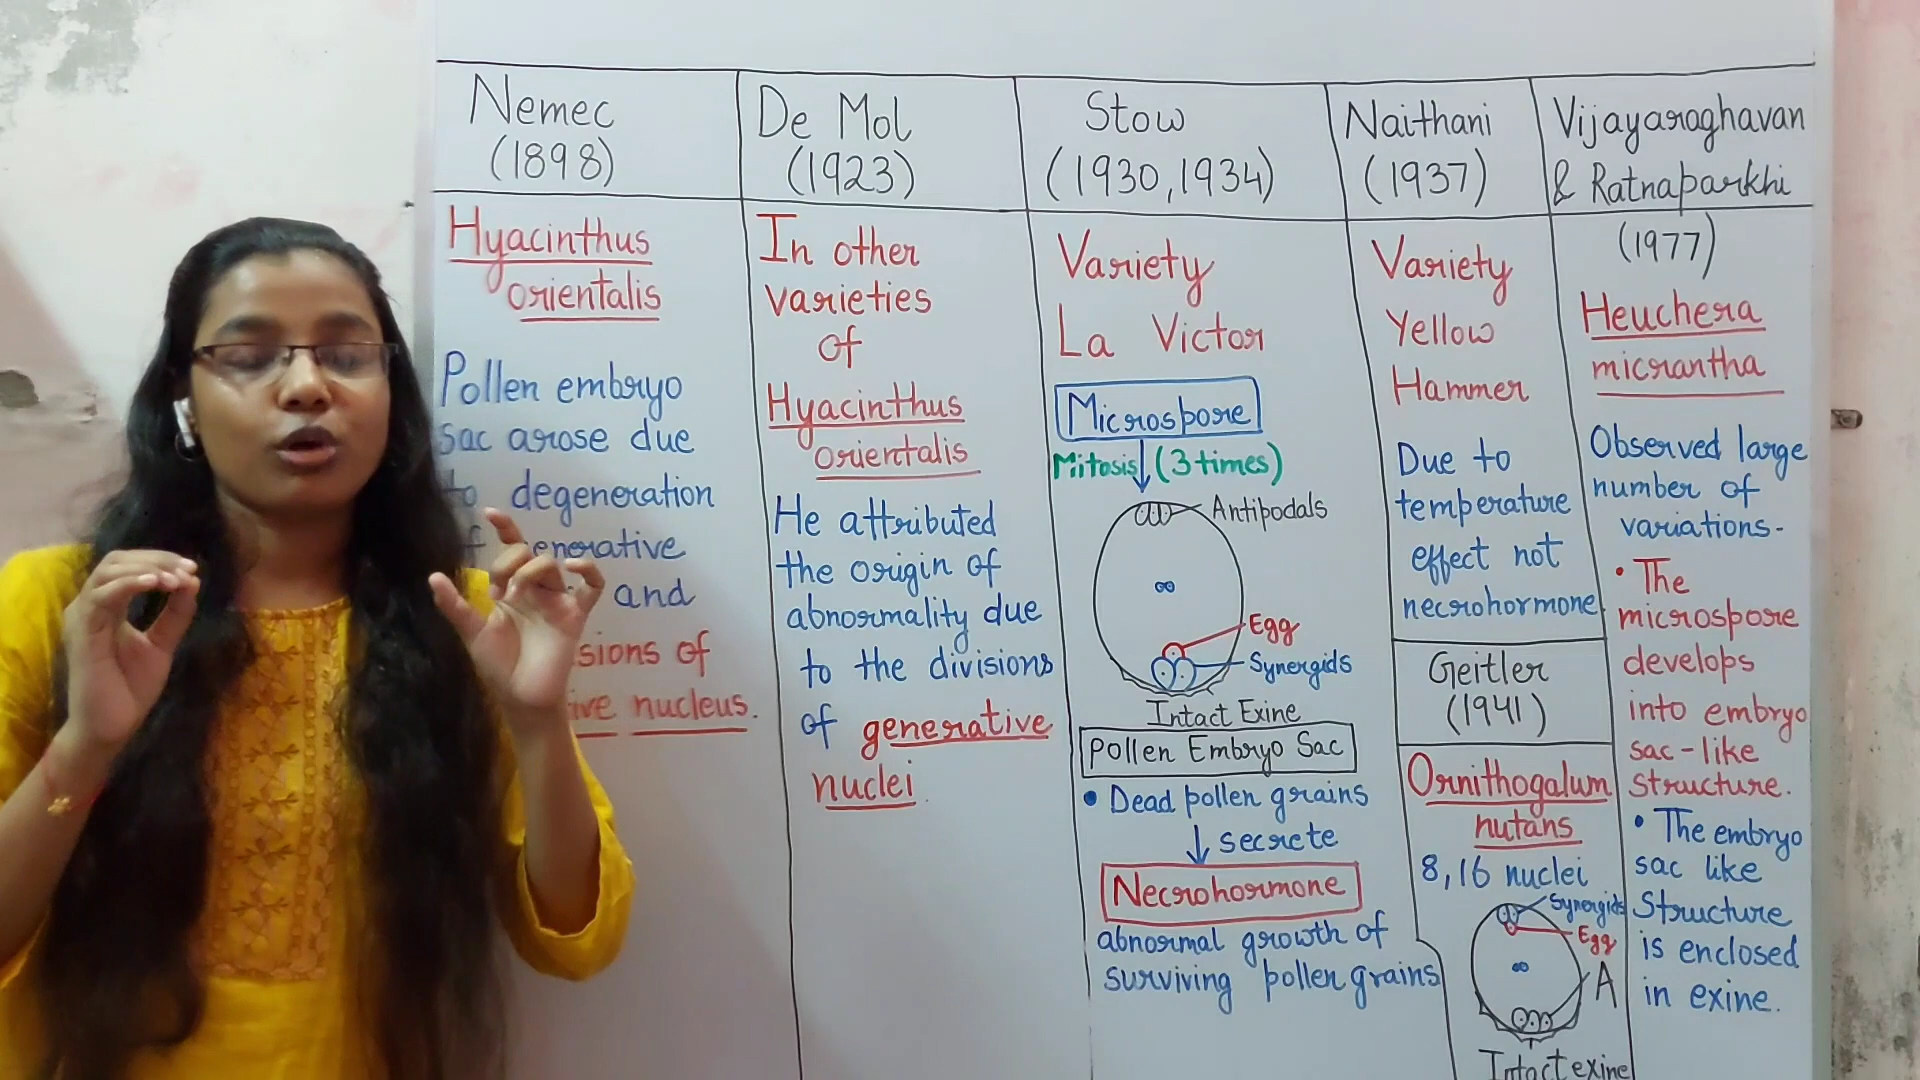 Nemec
(1898)
Hyacinthus
orientalis
Pollen embryo
sac arose due
to degeneration
and
nucleus.
De Mol
(1923)
In other
varieties
of
Hyacinthus
orientalis
He attributed
the origin of
abnormality due
to the divisions
of generative
nuclei.
Stow
(1930,1934)
Variety
La Victor
Microspore
Mitosis (3 times)
Antipodals
Egg
Synergids
Intact Exine
Pollen Embryo Sac
• Dead pollen grains
↓ secrete
Necrohormone
abnormal growth of
surviving pollen grains
Naithani
(1937)
Variety
Yellow
Hammer
Due to
temperature
effect not
necrohormone
Geitler
(1941)
Ornithogalum
nutans
8,16 nuclei
Synergids
Egg
A
Intact exine
Vijayaraghavan
& Ratnaparkhi
(1977)
Heuchera
micrantha
Observed large
number of
variations-
• The
microspore
develops
into embryo
sac-like
structure.
• The embryo
sac like
structure
is enclosed
in exine.